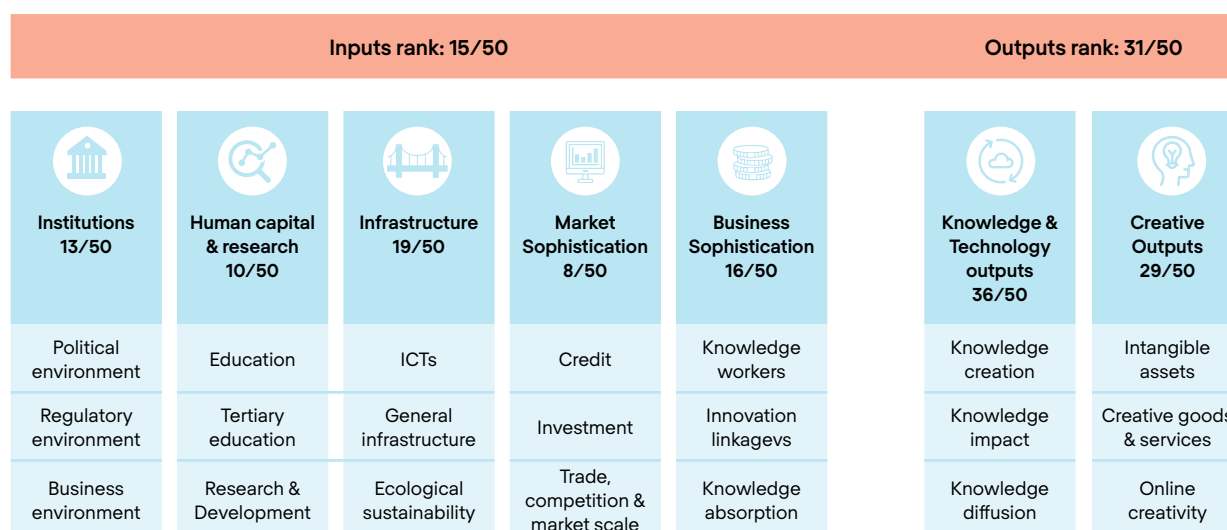 Inputs rank: 15/50
Outputs rank: 31/50
Institutions
13/50
Human capital
& research
10/50
Infrastructure
19/50
Market
Sophistication
8/50
Business
Sophistication
16/50
Knowledge &
Technology
outputs
36/50
Creative
Outputs
29/50
Political
environment
Education
ICTs
Credit
Knowledge
workers
Knowledge
creation
Intangible
assets
Regulatory
environment
Tertiary
education
General
infrastructure
Investment
Innovation
linkagevs
Knowledge
impact
Creative goods
& services
Business
environment
Research &
Development
Ecological
sustainability
Trade,
competition &
market scale
Knowledge
absorption
Knowledge
diffusion
Online
creativity